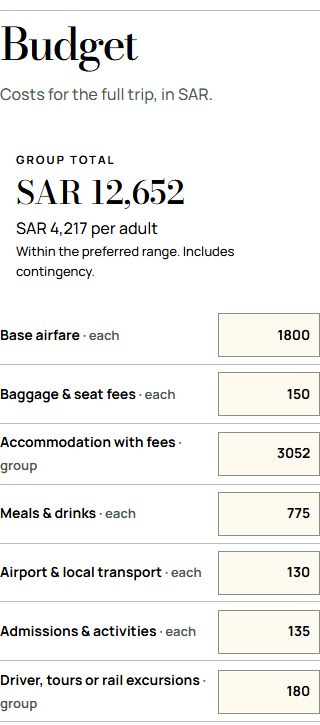 Budget
Costs for the full trip, in SAR.
GROUP TOTAL
SAR 12,652
SAR 4,217 per adult
Within the preferred range. Includes
contingency.
Base airfare · each 1800
Baggage & seat fees · each 150
Accommodation with fees ·
group 3052
Meals & drinks · each 775
Airport & local transport · each 130
Admissions & activities · each 135
Driver, tours or rail excursions ·
group 180